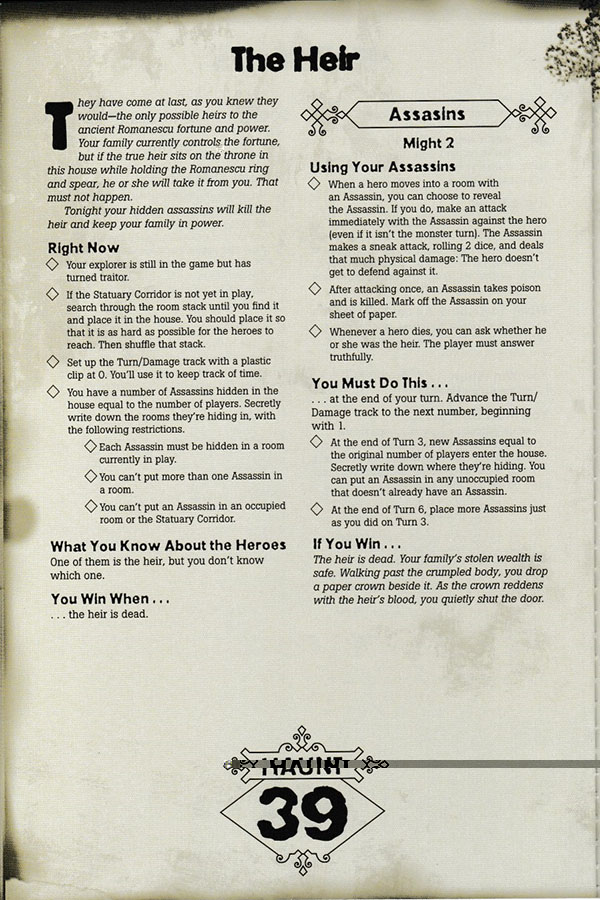 The Heir
They have come at last, as you knew they
would—the only possible heirs to the
ancient Romanescu fortune and power.
Your family currently controls the fortune,
but if the true heir sits on the throne in
this house while holding the Romanescu ring
and spear, he or she will take it from you. That
must not happen.
Tonight your hidden assassins will kill the
heir and keep your family in power.
Right Now
Your explorer is still in the game but has
turned traitor.
If the Statuary Corridor is not yet in play,
search through the room stack until you find it
and place it in the house. You should place it so
that it is as hard as possible for the heroes to
reach. Then shuffle that stack.
Set up the Turn/Damage track with a plastic
clip at 0. You'll use it to keep track of time.
You have a number of Assassins hidden in the
house equal to the number of players. Secretly
write down the rooms they're hiding in, with
the following restrictions.
Each Assassin must be hidden in a room
currently in play.
You can't put more than one Assassin in
a room.
You can't put an Assassin in an occupied
room or the Statuary Corridor.
What You Know About the Heroes
One of them is the heir, but you don't know
which one.
You Win When . . .
. . . the heir is dead.
Assasins
Might 2
Using Your Assassins
When a hero moves into a room with
an Assassin, you can choose to reveal
the Assassin. If you do, make an attack
immediately with the Assassin against the hero
(even if it isn't the monster turn). The Assassin
makes a sneak attack, rolling 2 dice, and deals
that much physical damage: The hero doesn't
get to defend against it.
After attacking once, an Assassin takes poison
and is killed. Mark off the Assassin on your
sheet of paper.
Whenever a hero dies, you can ask whether he
or she was the heir. The player must answer
truthfully.
You Must Do This . . .
. . . at the end of your turn. Advance the Turn/
Damage track to the next number, beginning
with 1.
At the end of Turn 3, new Assassins equal to
the original number of players enter the house.
Secretly write down where they're hiding. You
can put an Assassin in any unoccupied room
that doesn't already have an Assassin.
At the end of Turn 6, place more Assassins just
as you did on Turn 3.
If You Win . . .
The heir is dead. Your family's stolen wealth is
safe. Walking past the crumpled body, you drop
a paper crown beside it. As the crown reddens
with the heir's blood, you quietly shut the door.
HAUNT
39